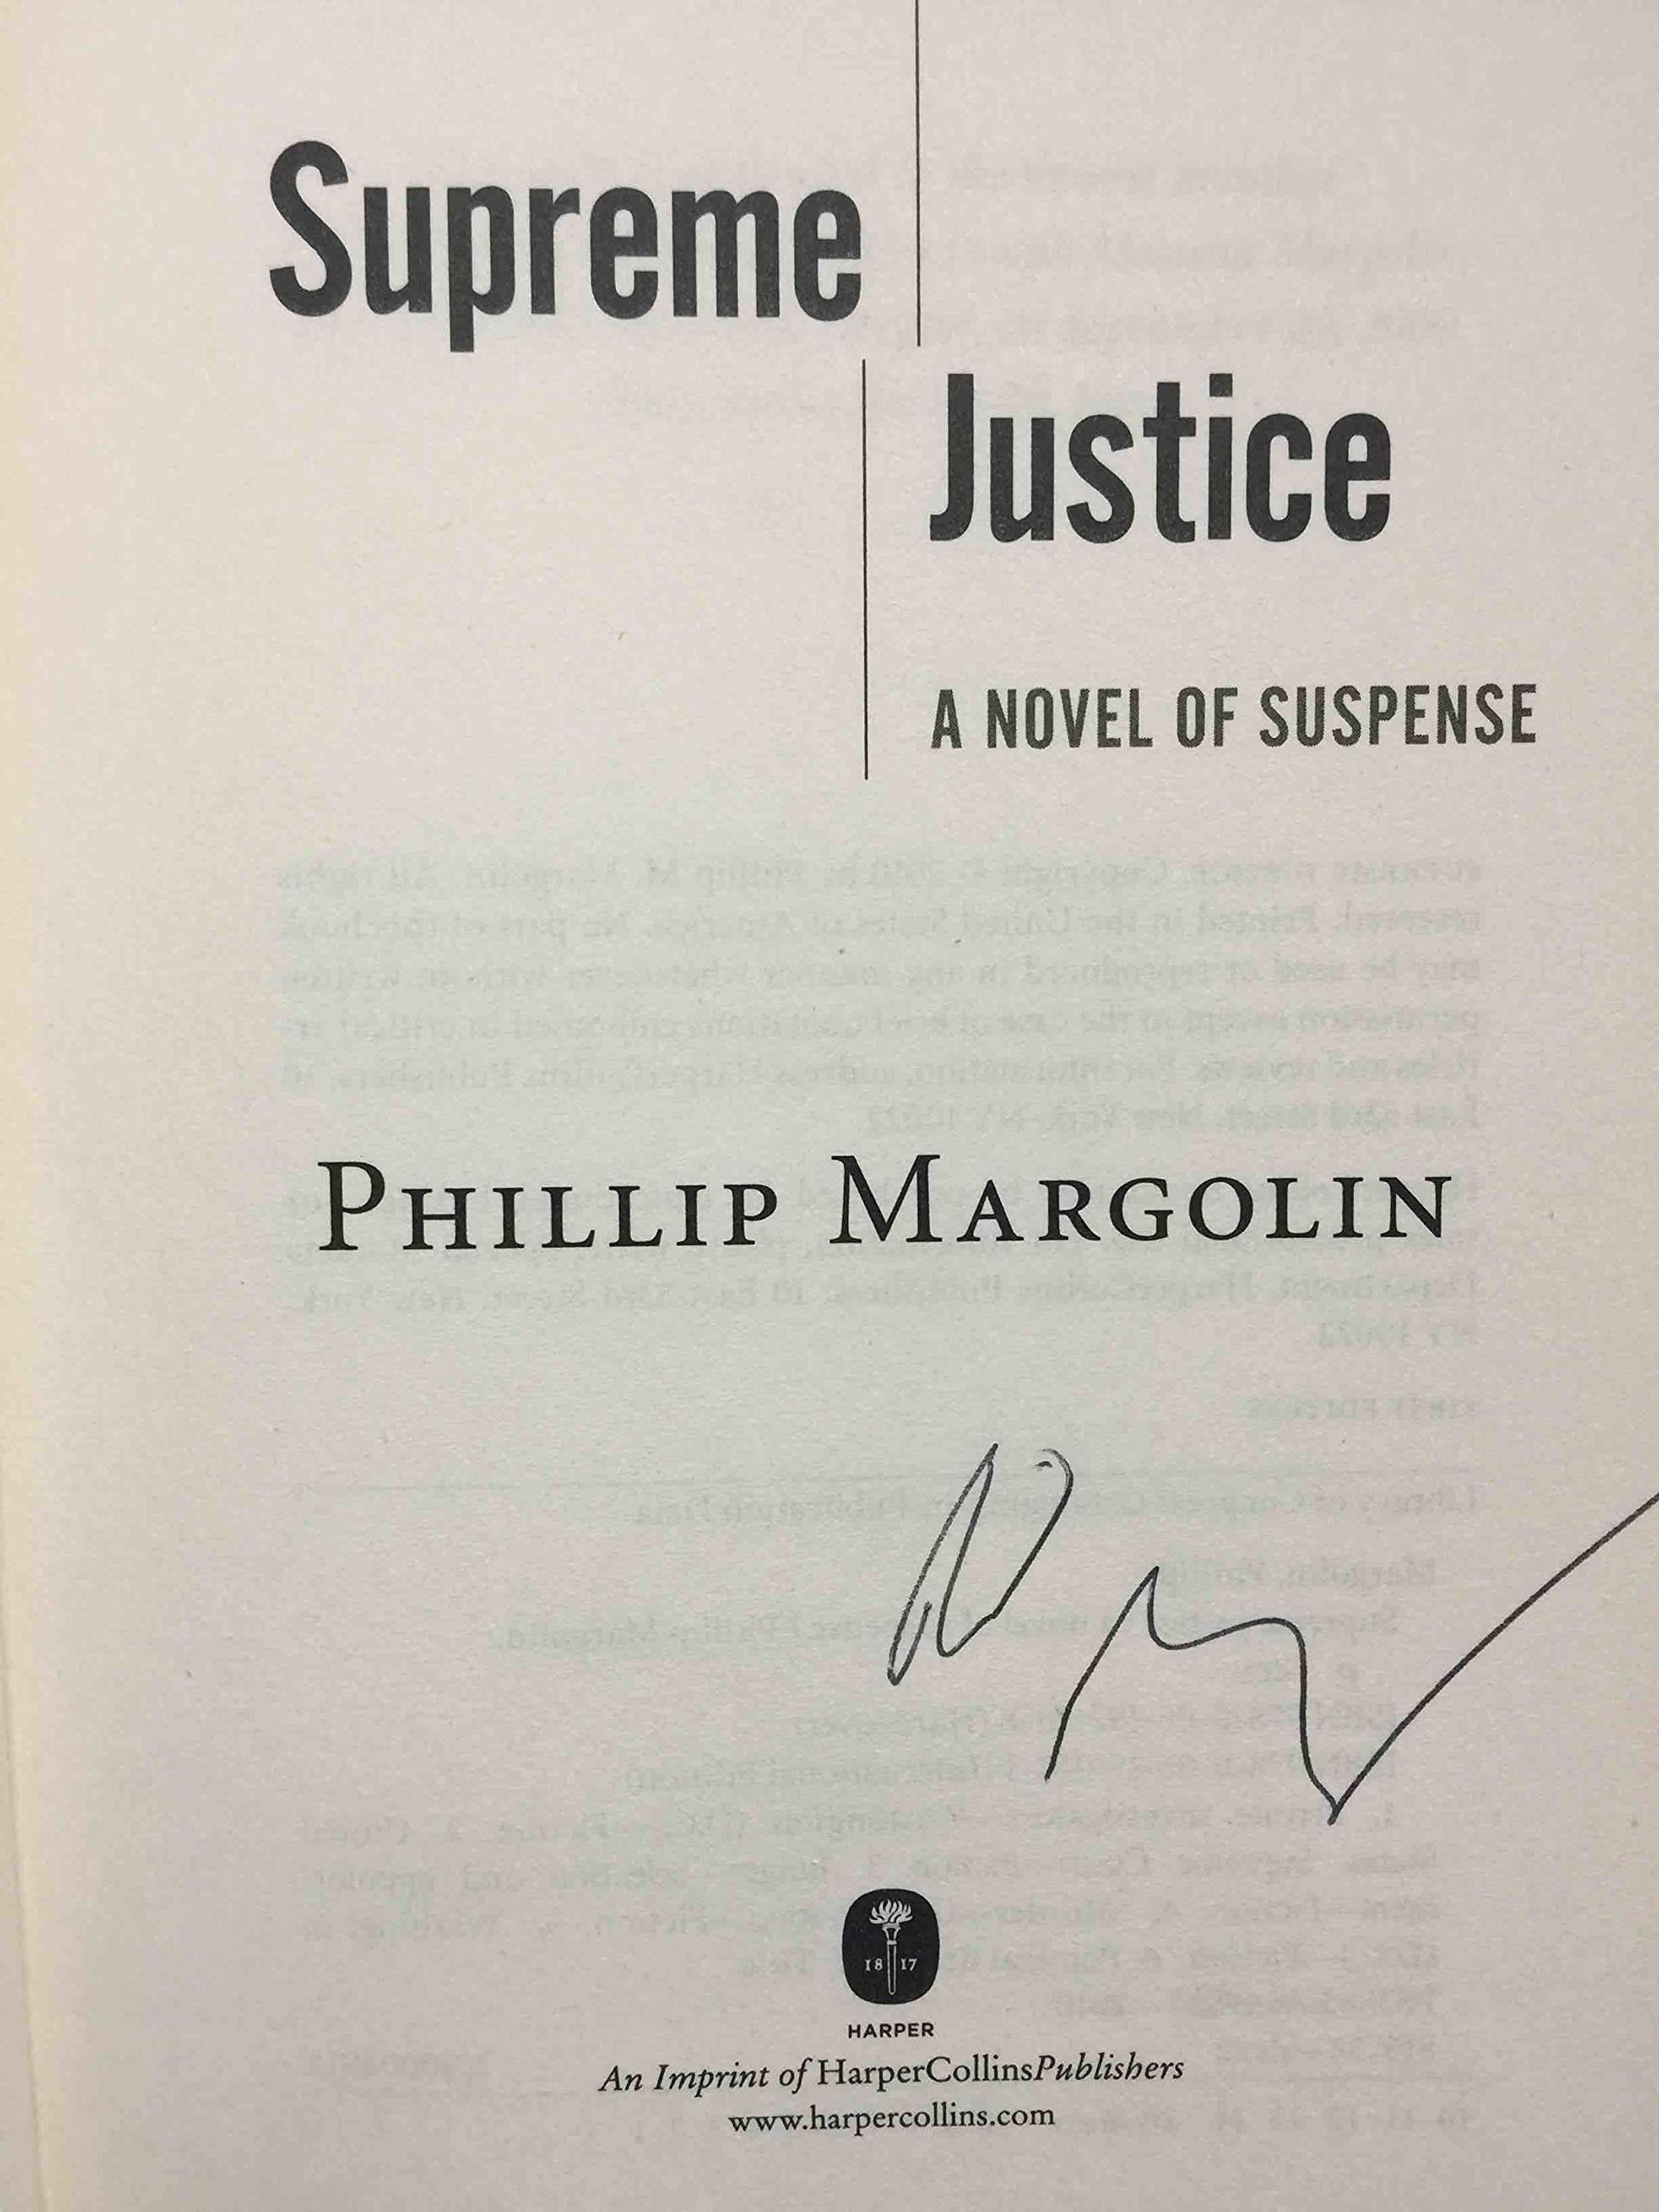 Supreme
Justice
A NOVEL OF SUSPENSE
PHILLIP MARGOLIN
18 17
HARPER
An Imprint of HarperCollinsPublishers
www.harpercollins.com